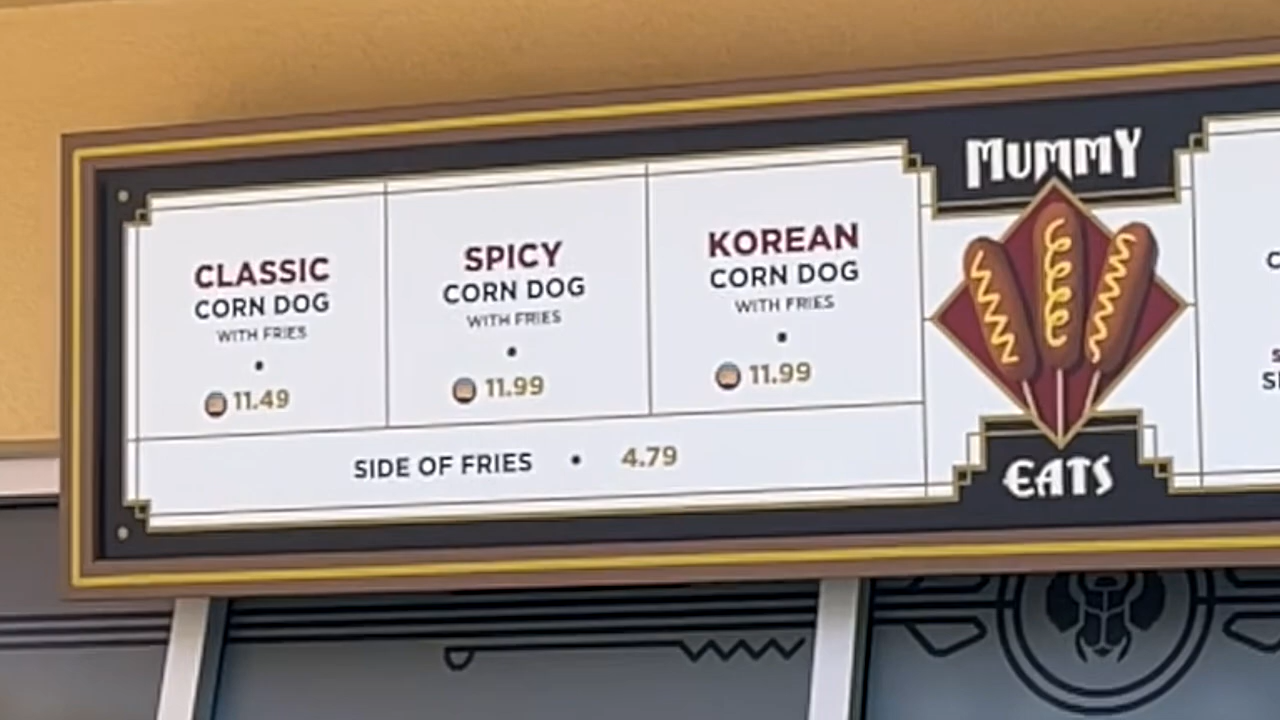 CLASSIC
CORN DOG
WITH FRIES
•
11.49
SPICY
CORN DOG
WITH FRIES
•
11.99
KOREAN
CORN DOG
WITH FRIES
•
11.99
SIDE OF FRIES • 4.79
MUMMY
EATS